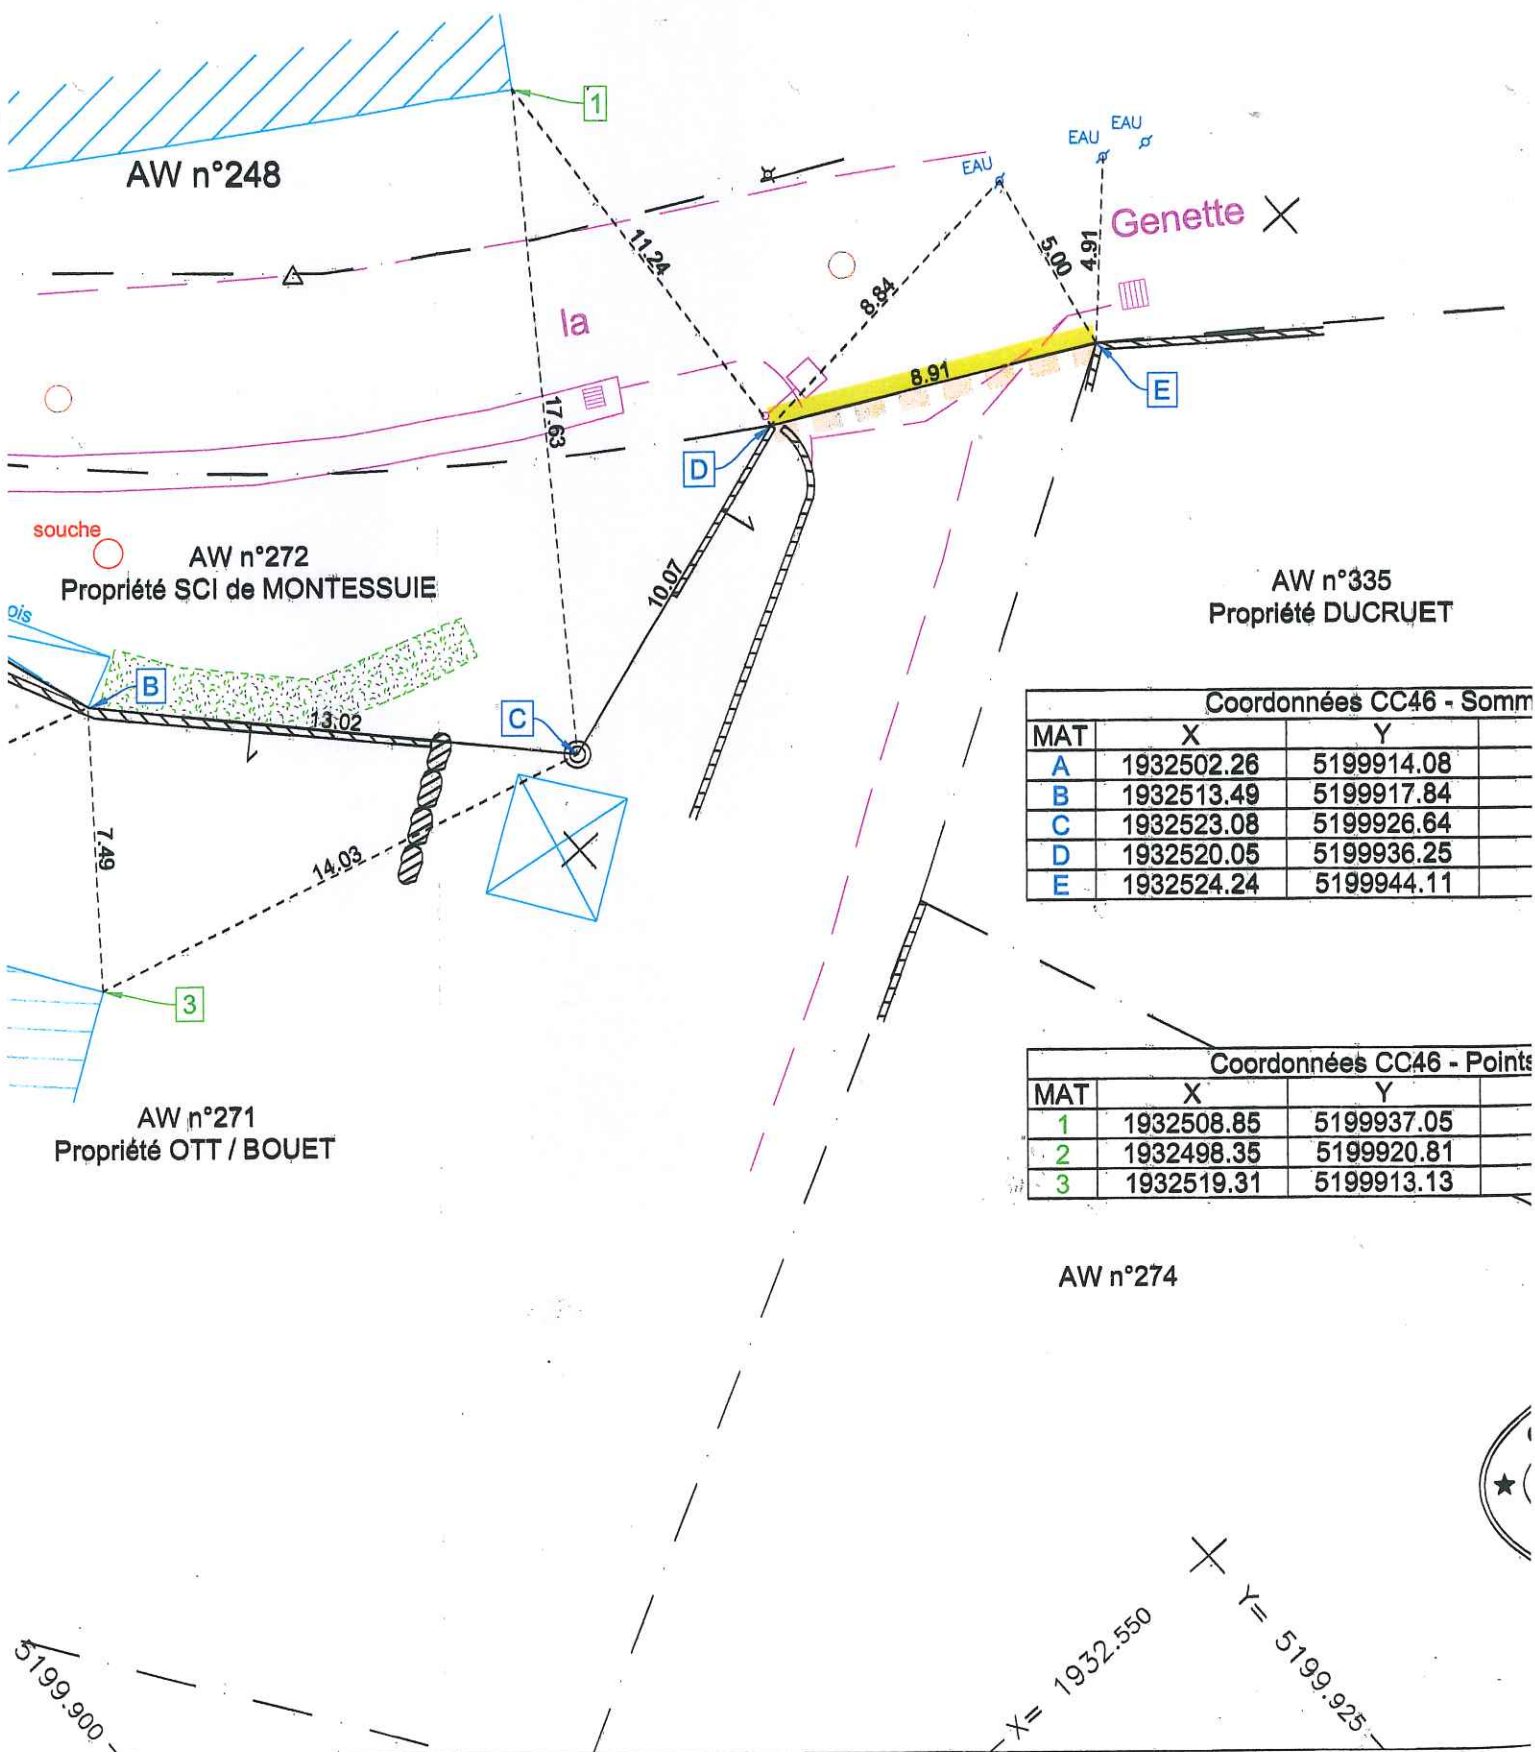 1
AW n°248
EAU
EAU
EAU
Genette
11.24
8.84
5.00
4.91
la
17.63
8.91
E
D
souche
AW n°272
Propriété SCI de MONTESSUIE
10.07
AW n°335
Propriété DUCRUET
B
C
13.02
7.49
14.03
3
AW n°271
Propriété OTT / BOUET
Coordonnées CC46 - Somm
MAT X Y
A 1932502.26 5199914.08
B 1932513.49 5199917.84
C 1932523.08 5199926.64
D 1932520.05 5199936.25
E 1932524.24 5199944.11
Coordonnées CC46 - Points
MAT X Y
1 1932508.85 5199937.05
2 1932498.35 5199920.81
3 1932519.31 5199913.13
AW n°274
5199.900
X= 1932.550
Y= 5199.925